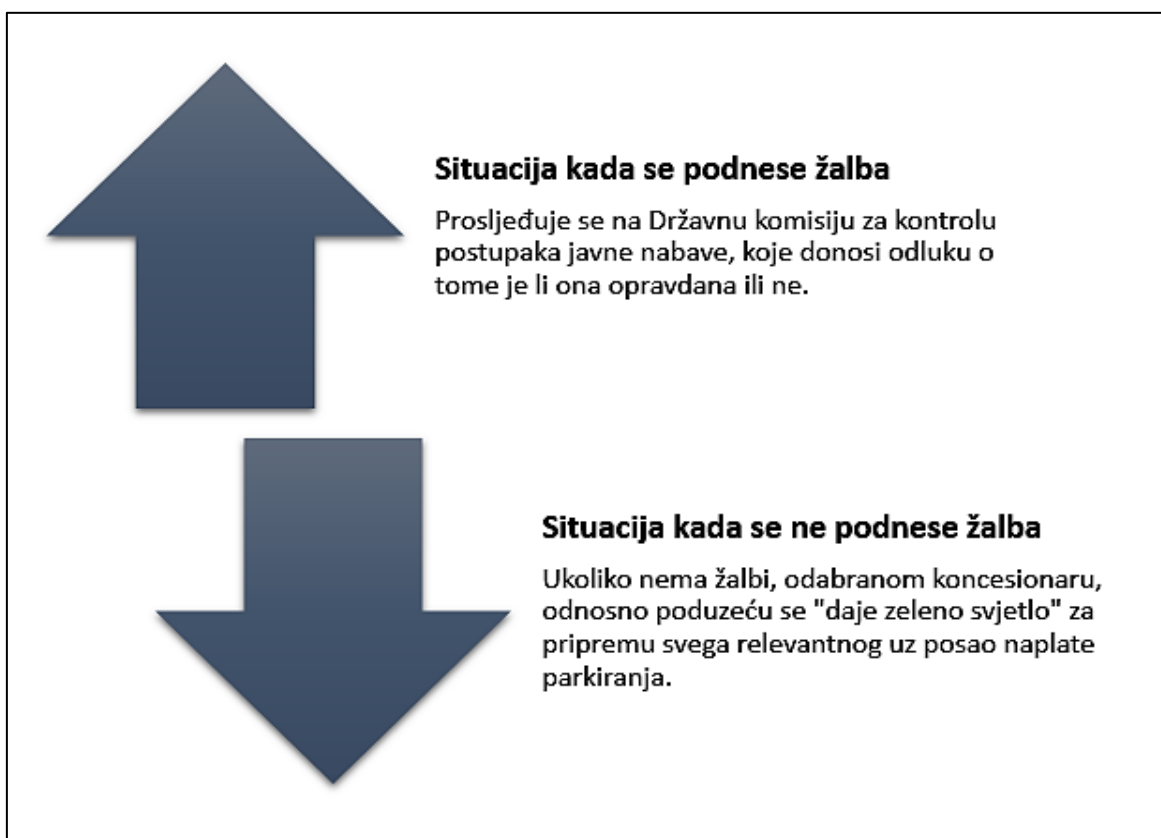 Situacija kada se podnese žalba
Prosljeđuje se na Državnu komisiju za kontrolu
postupaka javne nabave, koje donosi odluku o
tome je li ona opravdana ili ne.
Situacija kada se ne podnese žalba
Ukoliko nema žalbi, odabranom koncesionaru,
odnosno poduzeću se "daje zeleno svjetlo" za
pripremu svega relevantnog uz posao naplate
parkiranja.